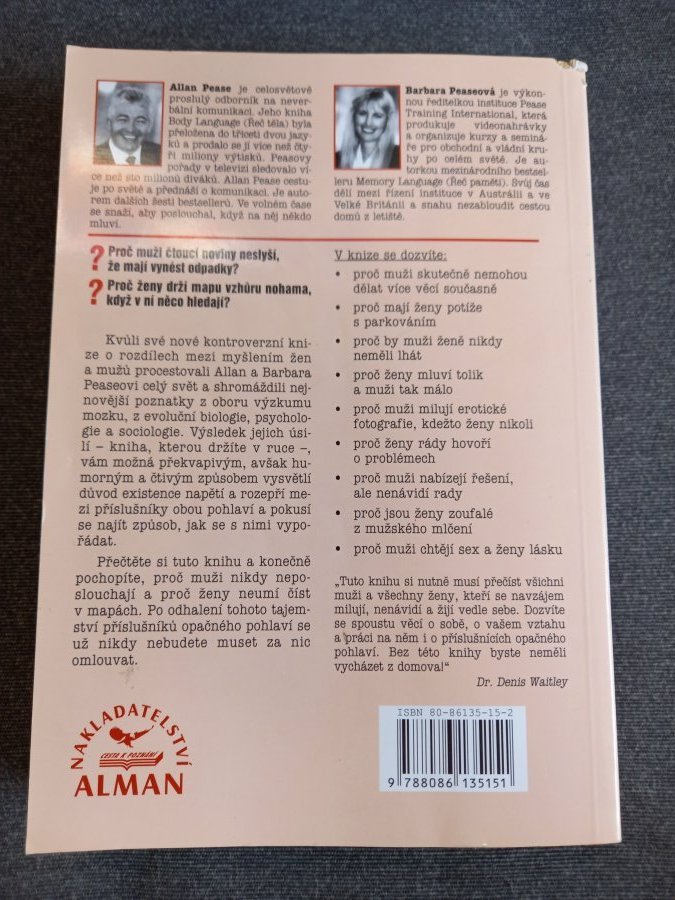 Allan Pease je celosvětově
proslulý odborník na never-
bální komunikaci. Jeho kniha
Body Language (Řeč těla) byla
přeložena do třiceti dvou jazy-
ků a prodalo se jí více než čty-
ři miliony výtisků. Peasovy
pořady v televizi sledovalo ví-
ce než sto milionů diváků. Allan Pease cestu-
je po světě a přednáší o komunikaci. Je auto-
rem dalších šesti bestsellerů. Ve volném čase
se snaží, aby poslouchal, když na něj někdo
mluví.
Barbara Peaseová je výkon-
nou ředitelkou instituce Pease
Training International, která
produkuje videonahrávky
a organizuje kurzy a seminá-
ře pro obchodní a vládní kru-
hy po celém světě. Je au-
torkou mezinárodního bestsel-
leru Memory Language (Řeč paměti). Svůj čas
dělí mezi řízení instituce v Austrálii a ve
Velké Británii a snahu nezabloudit cestou
domů z letiště.
? Proč muži čtoucí noviny neslyší,
že mají vynést odpadky?
? Proč ženy drží mapu vzhůru nohama,
když v ní něco hledají?
Kvůli své nové kontroverzní kni-
ze o rozdílech mezi myšlením žen
a mužů procestovali Allan a Barbara
Peaseovi celý svět a shromáždili nej-
novější poznatky z oboru výzkumu
mozku, z evoluční biologie, psycholo-
gie a sociologie. Výsledek jejich úsi-
lí – kniha, kterou držíte v ruce –,
vám možná překvapivým, avšak hu-
morným a čtivým způsobem vysvětlí
důvod existence napětí a rozepří me-
zi příslušníky obou pohlaví a pokusí
se najít způsob, jak se s nimi vypo-
řádat.
Přečtěte si tuto knihu a konečně
pochopíte, proč muži nikdy nepo-
slouchají a proč ženy neumí číst
v mapách. Po odhalení tohoto tajem-
ství příslušníků opačného pohlaví se
už nikdy nebudete muset za nic
omlouvat.
V knize se dozvíte:
• proč muži skutečně nemohou
dělat více věcí současně
• proč mají ženy potíže
s parkováním
• proč by muži ženě nikdy
neměli lhát
• proč ženy mluví tolik
a muži tak málo
• proč muži milují erotické
fotografie, kdežto ženy nikoli
• proč ženy rády hovoří
o problémech
• proč muži nabízejí řešení,
ale nenávidí rady
• proč jsou ženy zoufalé
z mužského mlčení
• proč muži chtějí sex a ženy lásku
„Tuto knihu si nutně musí přečíst všichni
muži a všechny ženy, kteří se navzájem
milují, nenávidí a žijí vedle sebe. Dozvíte
se spoustu věcí o sobě, o vašem vztahu
a práci na něm i o příslušnících opačného
pohlaví. Bez této knihy byste neměli
vycházet z domova!“
Dr. Denis Waitley
NAKLADATELSTVÍ
CESTA K POZNÁNÍ
ALMAN
ISBN 80-86135-15-2
9 788086 135151